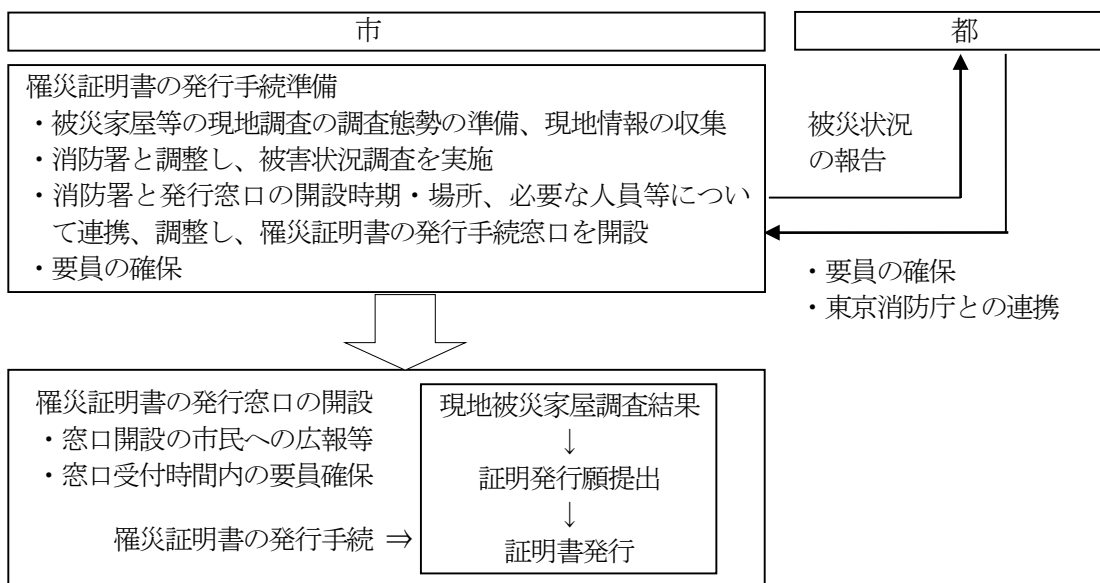 市
都
罹災証明書の発行手続準備
・被災家屋等の現地調査の調査態勢の準備、現地情報の収集
・消防署と調整し、被害状況調査を実施
・消防署と発行窓口の開設時期・場所、必要な人員等につい
て連携、調整し、罹災証明書の発行手続窓口を開設
・要員の確保
被災状況
の報告
・要員の確保
・東京消防庁との連携
罹災証明書の発行窓口の開設
・窓口開設の市民への広報等
・窓口受付時間内の要員確保
罹災証明書の発行手続 ⇒
現地被災家屋調査結果
↓
証明発行願提出
↓
証明書発行